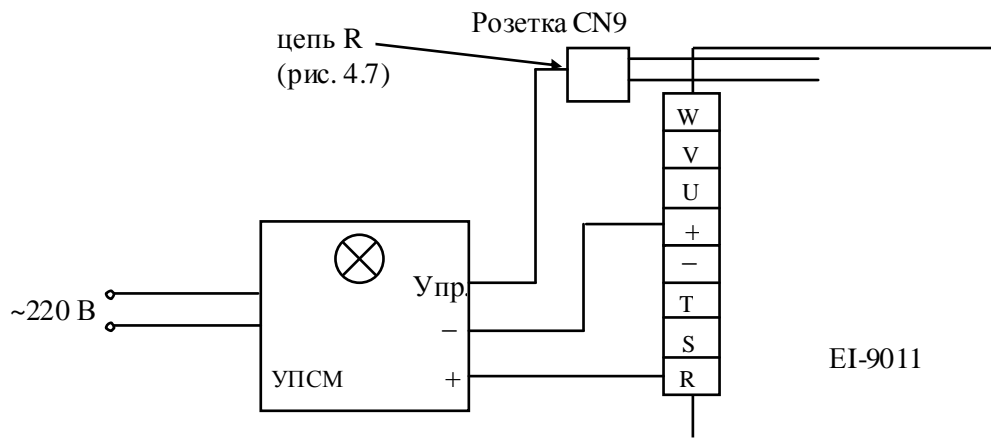 Розетка CN9
цепь R
(рис. 4.7)
W
V
U
+
−
T
S
R
Упр.
−
+
~220 В
УПСМ
EI-9011